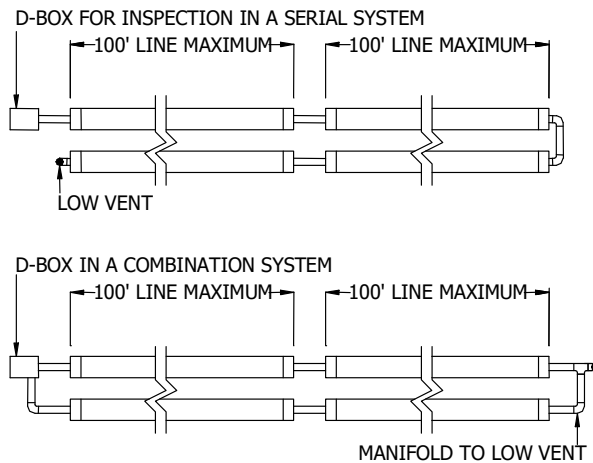 D-BOX FOR INSPECTION IN A SERIAL SYSTEM
100' LINE MAXIMUM
100' LINE MAXIMUM
LOW VENT
D-BOX IN A COMBINATION SYSTEM
100' LINE MAXIMUM
100' LINE MAXIMUM
MANIFOLD TO LOW VENT